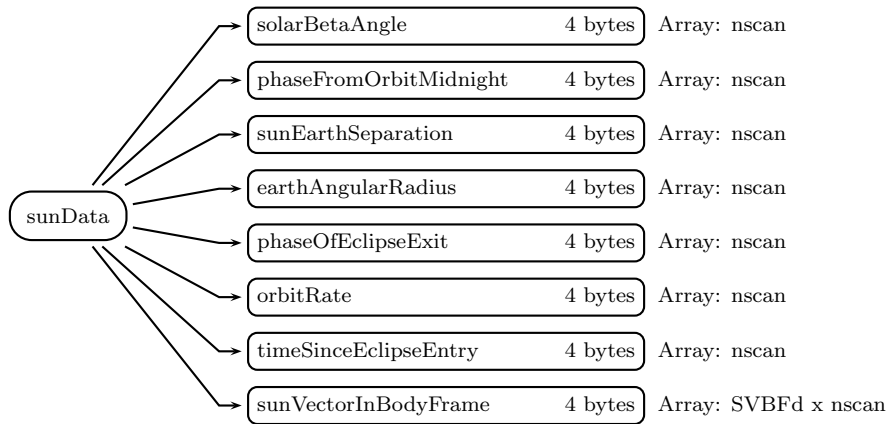 solarBetaAngle 4 bytes Array: nscan
phaseFromOrbitMidnight 4 bytes Array: nscan
sunEarthSeparation 4 bytes Array: nscan
earthAngularRadius 4 bytes Array: nscan
sunData
phaseOfEclipseExit 4 bytes Array: nscan
orbitRate 4 bytes Array: nscan
timeSinceEclipseEntry 4 bytes Array: nscan
sunVectorInBodyFrame 4 bytes Array: SVBFd x nscan